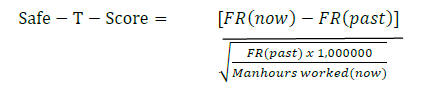 Safe – T – Score = [FR(now) – FR(past)]
FR(past) x 1,000000
√
Manhours worked(now)